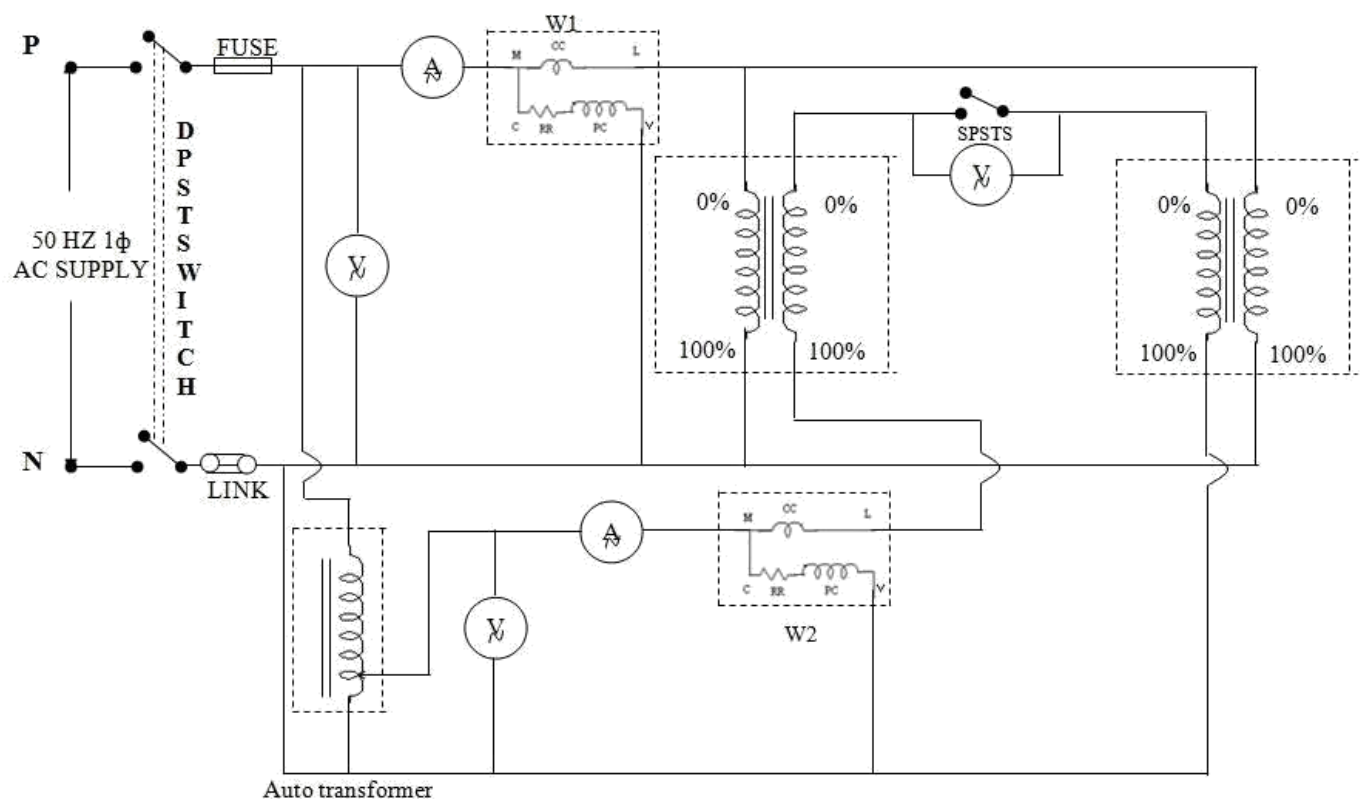 W1
P
FUSE
A
M
CC
L
C
RR
PC
V
SPSTS
V
D
P
S
T
S
W
I
T
C
H
0%
0%
0%
0%
50 HZ 1ϕ
AC SUPPLY
V
100%
100%
100%
100%
N
LINK
A
M
CC
L
C
RR
PC
V
V
W2
Auto transformer